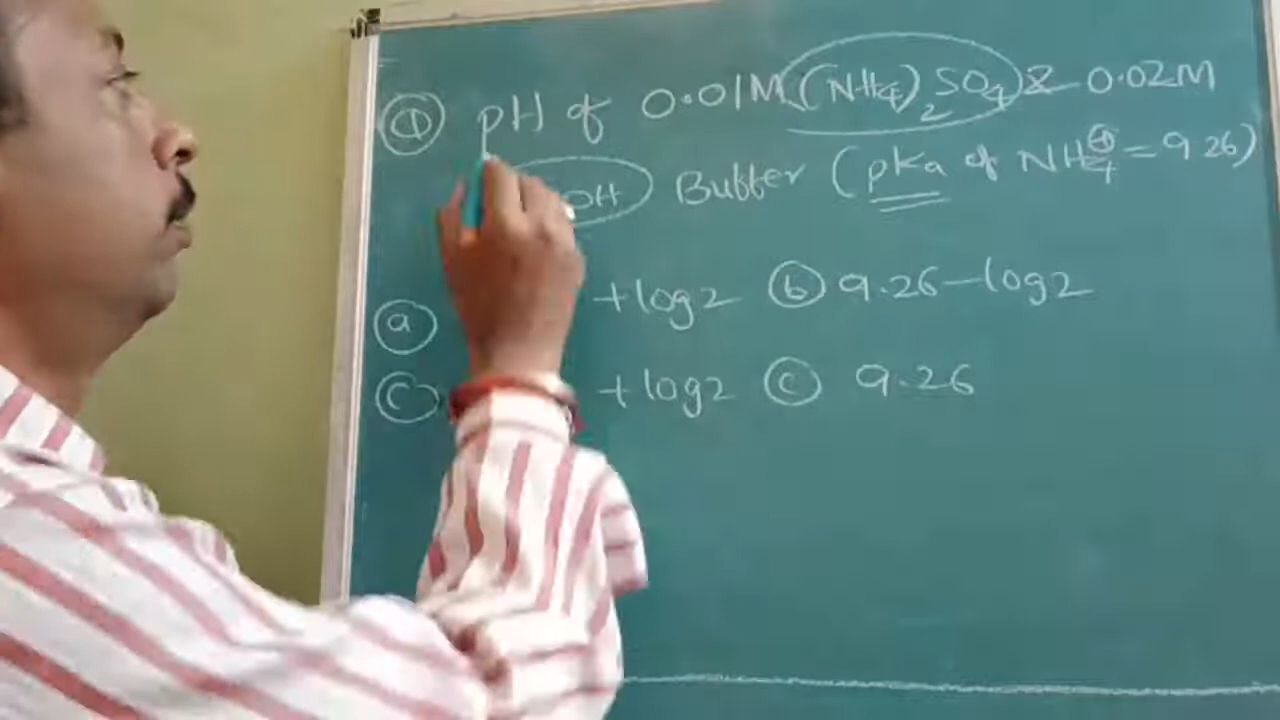 Q pH of 0.01M (NH4)2SO4 & 0.02M
OH Buffer (pKa of NH4⊕ = 9.26)
a +log2 b 9.26-log2
c +log2 c 9.26